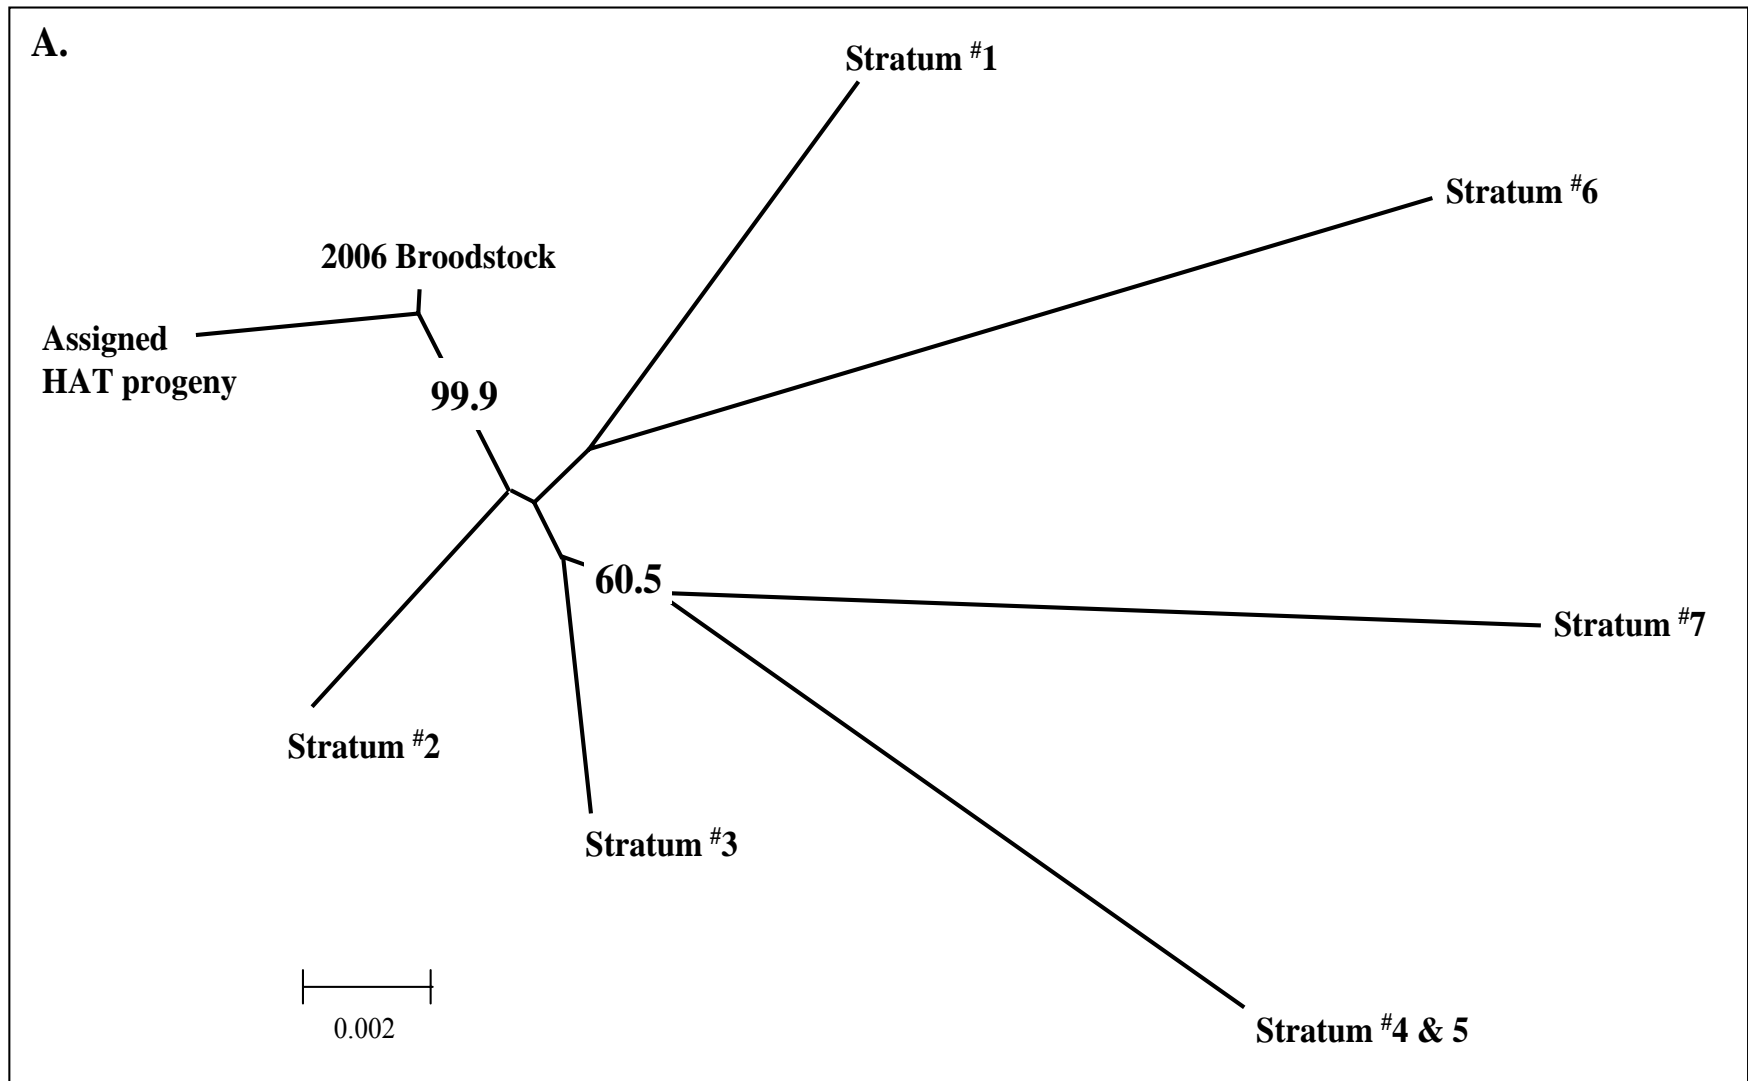 A.
Stratum #1
Stratum #6
2006 Broodstock
Assigned
HAT progeny
99.9
60.5
Stratum #7
Stratum #2
Stratum #3
Stratum #4 & 5
0.002